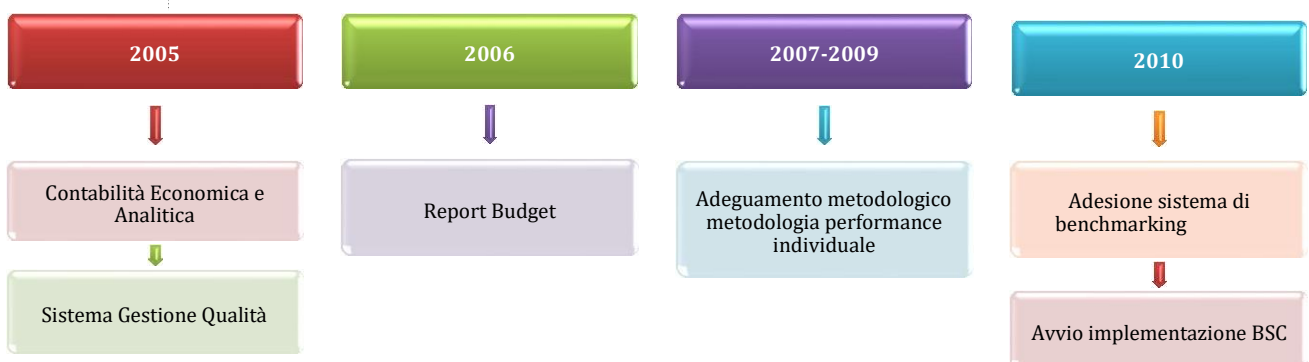 2005
Contabilità Economica e
Analitica
Sistema Gestione Qualità
2006
Report Budget
2007-2009
Adeguamento metodologico
metodologia performance
individuale
2010
Adesione sistema di
benchmarking
Avvio implementazione BSC